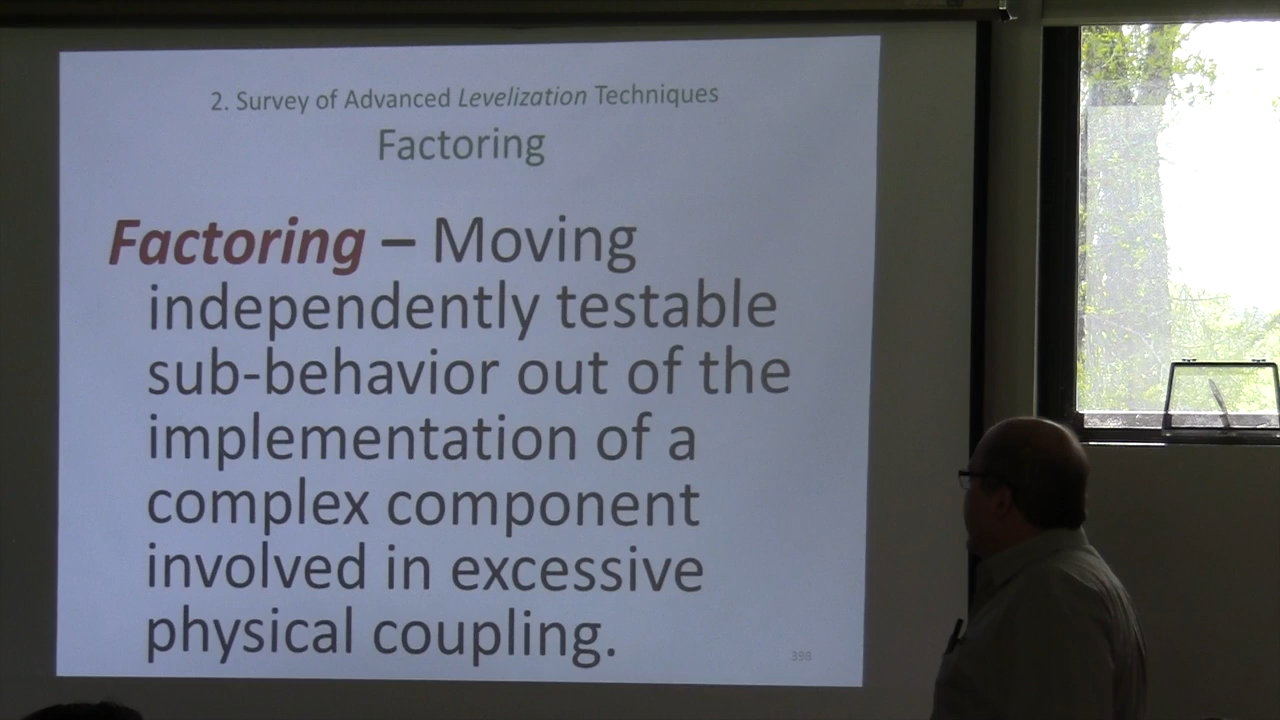 2. Survey of Advanced Levelization Techniques
Factoring
Factoring – Moving
independently testable
sub-behavior out of the
implementation of a
complex component
involved in excessive
physical coupling.
398